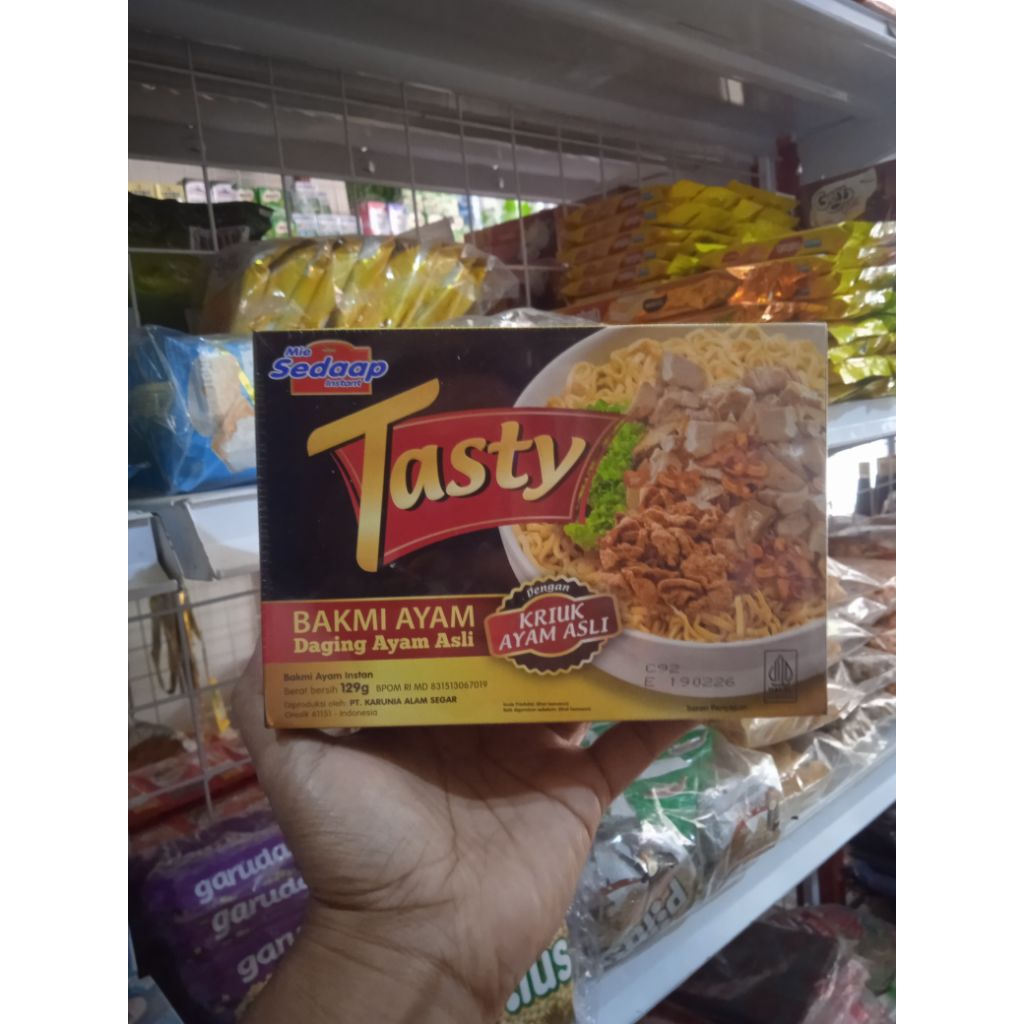 Mie
Sedaap
Instant
Tasty
BAKMI AYAM
Daging Ayam Asli
Dengan
KRIUK
AYAM ASLI
Bakmi Ayam Instan
Berat bersih 129g BPOM RI MD 831513067019
Diproduksi oleh: PT. KARUNIA ALAM SEGAR
Gresik 61151 - Indonesia
C92
E 190226
Saran Penyajian
garuda
garuda